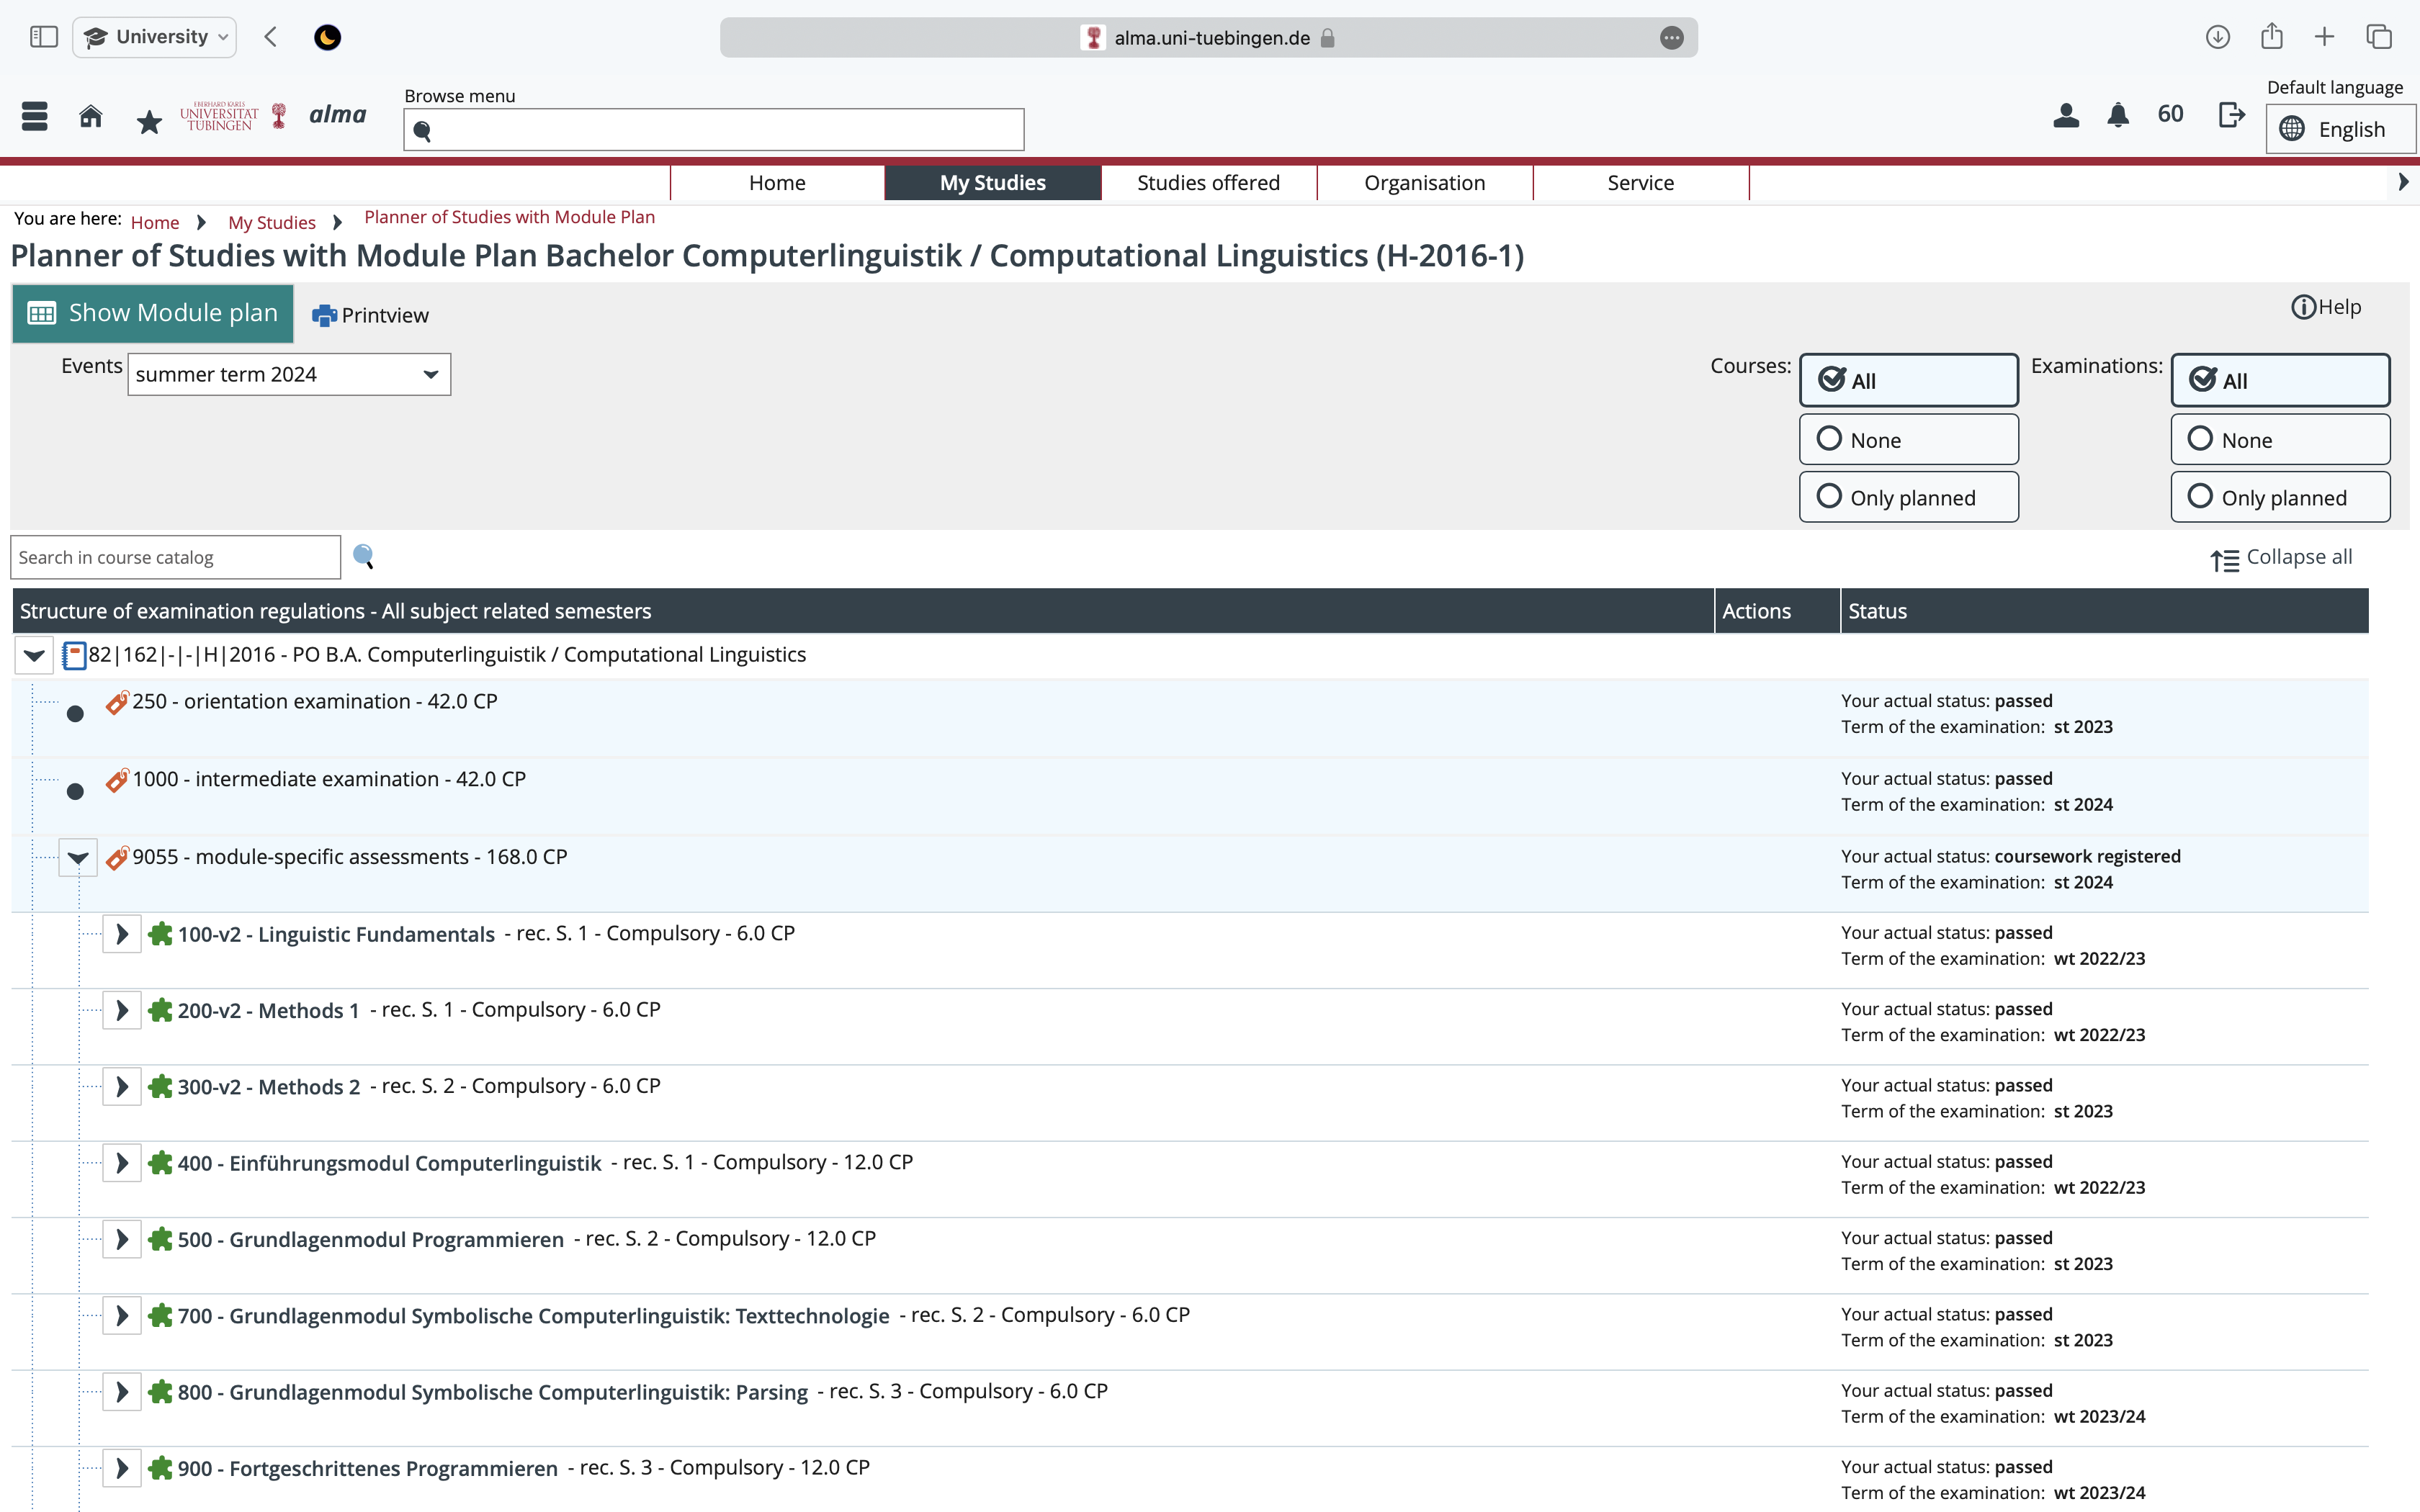 University
alma.uni-tuebingen.de
EBERHARD KARLS
UNIVERSITÄT
TÜBINGEN
alma
Browse menu
60
Default language
English
Home
My Studies
Studies offered
Organisation
Service
You are here: Home My Studies Planner of Studies with Module Plan
Planner of Studies with Module Plan Bachelor Computerlinguistik / Computational Linguistics (H-2016-1)
Show Module plan
Printview
Help
Events summer term 2024
Courses: All
None
Only planned
Examinations: All
None
Only planned
Search in course catalog
Collapse all
Structure of examination regulations - All subject related semesters Actions Status
82|162|-|-|H|2016 - PO B.A. Computerlinguistik / Computational Linguistics
250 - orientation examination - 42.0 CP
Your actual status: passed
Term of the examination: st 2023
1000 - intermediate examination - 42.0 CP
Your actual status: passed
Term of the examination: st 2024
9055 - module-specific assessments - 168.0 CP
Your actual status: coursework registered
Term of the examination: st 2024
100-v2 - Linguistic Fundamentals - rec. S. 1 - Compulsory - 6.0 CP
Your actual status: passed
Term of the examination: wt 2022/23
200-v2 - Methods 1 - rec. S. 1 - Compulsory - 6.0 CP
Your actual status: passed
Term of the examination: wt 2022/23
300-v2 - Methods 2 - rec. S. 2 - Compulsory - 6.0 CP
Your actual status: passed
Term of the examination: st 2023
400 - Einführungsmodul Computerlinguistik - rec. S. 1 - Compulsory - 12.0 CP
Your actual status: passed
Term of the examination: wt 2022/23
500 - Grundlagenmodul Programmieren - rec. S. 2 - Compulsory - 12.0 CP
Your actual status: passed
Term of the examination: st 2023
700 - Grundlagenmodul Symbolische Computerlinguistik: Texttechnologie - rec. S. 2 - Compulsory - 6.0 CP
Your actual status: passed
Term of the examination: st 2023
800 - Grundlagenmodul Symbolische Computerlinguistik: Parsing - rec. S. 3 - Compulsory - 6.0 CP
Your actual status: passed
Term of the examination: wt 2023/24
900 - Fortgeschrittenes Programmieren - rec. S. 3 - Compulsory - 12.0 CP
Your actual status: passed
Term of the examination: wt 2023/24